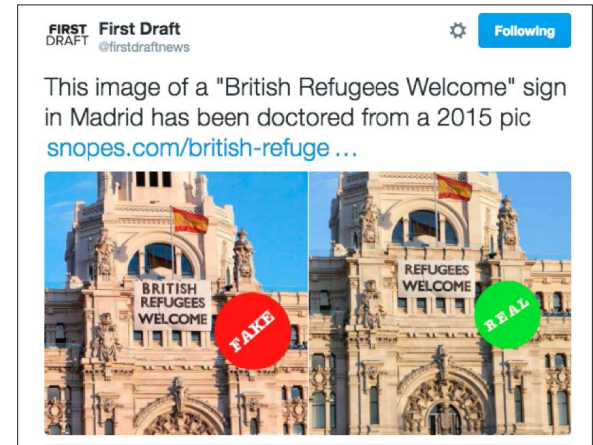 FIRST DRAFT First Draft
@firstdraftnews
Following
This image of a "British Refugees Welcome" sign
in Madrid has been doctored from a 2015 pic
snopes.com/british-refuge ...
BRITISH
REFUGEES
WELCOME
FAKE
REFUGEES
WELCOME
REAL